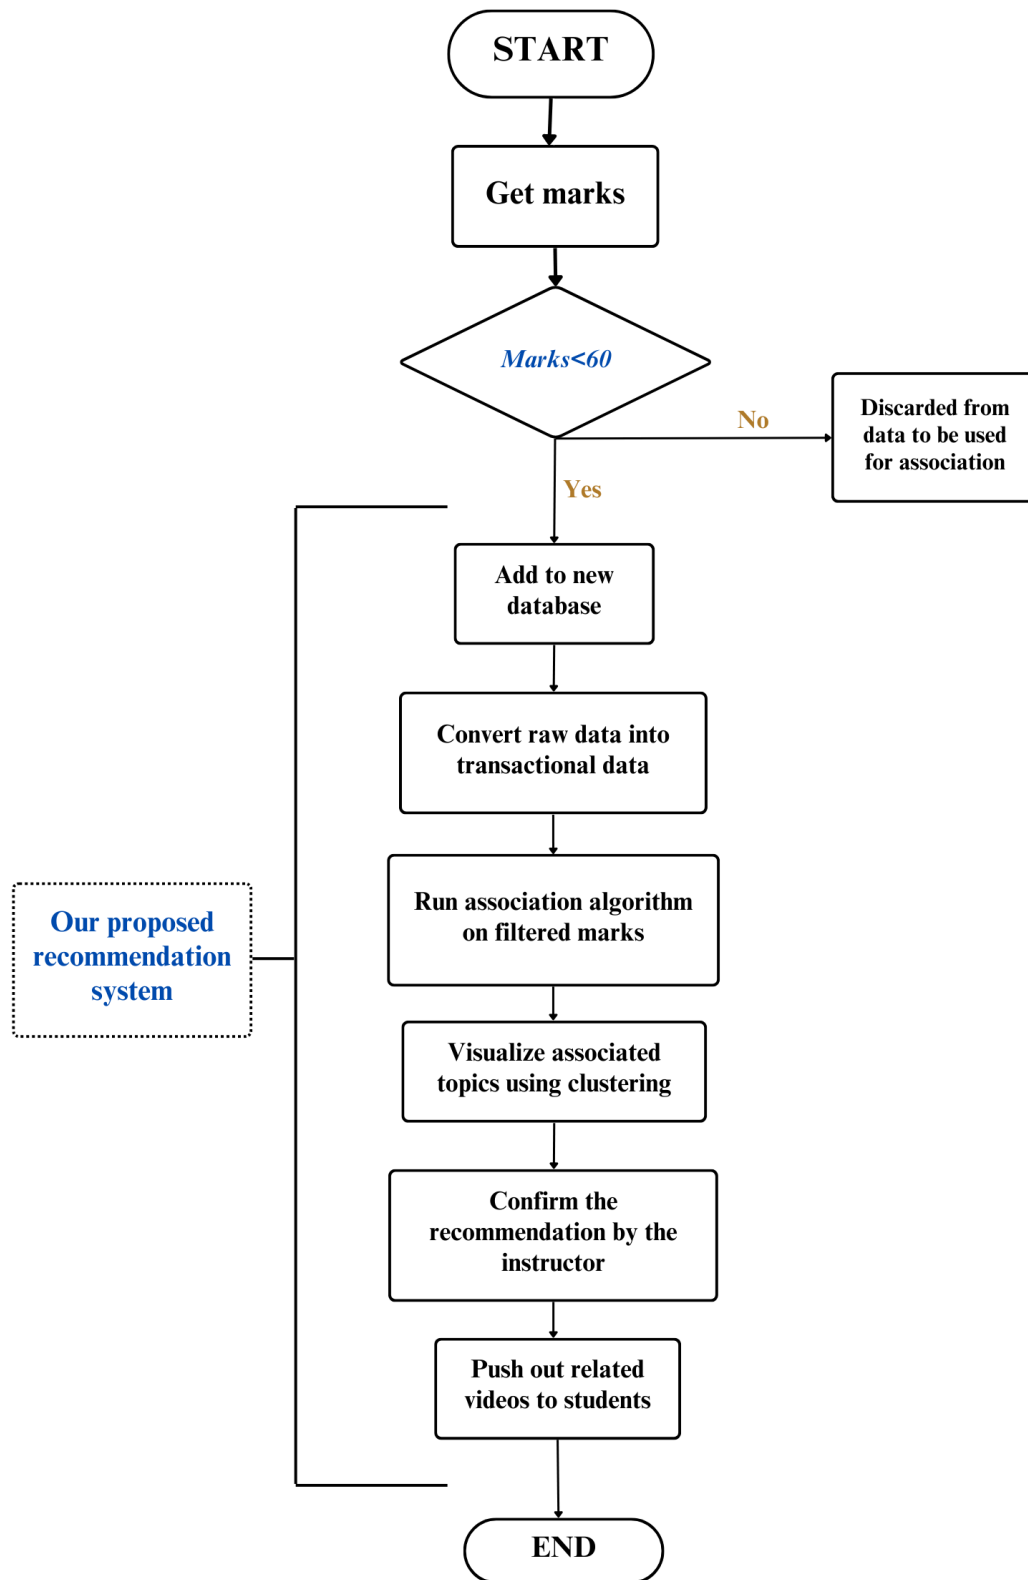 START
Get marks
Marks<60
No
Discarded from
data to be used
for association
Yes
Add to new
database
Convert raw data into
transactional data
Run association algorithm
on filtered marks
Our proposed
recommendation
system
Visualize associated
topics using clustering
Confirm the
recommendation by the
instructor
Push out related
videos to students
END